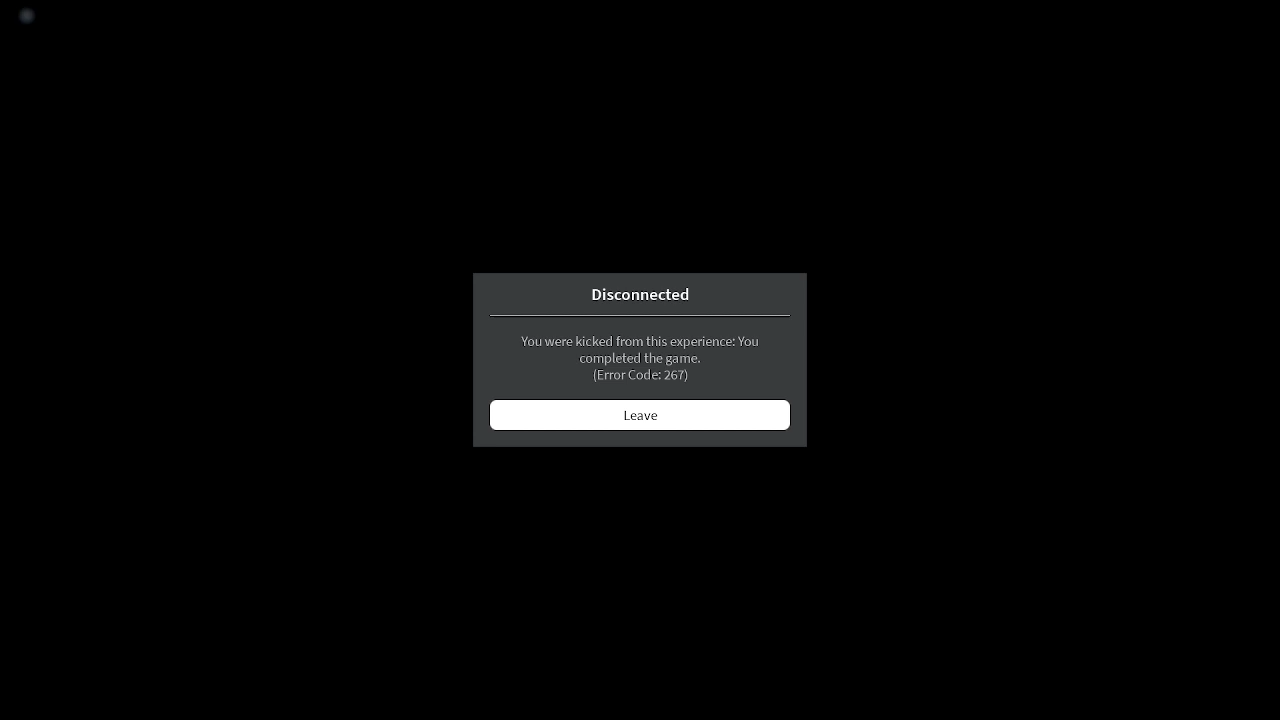 Disconnected
You were kicked from this experience: You
completed the game.
(Error Code: 267)
Leave